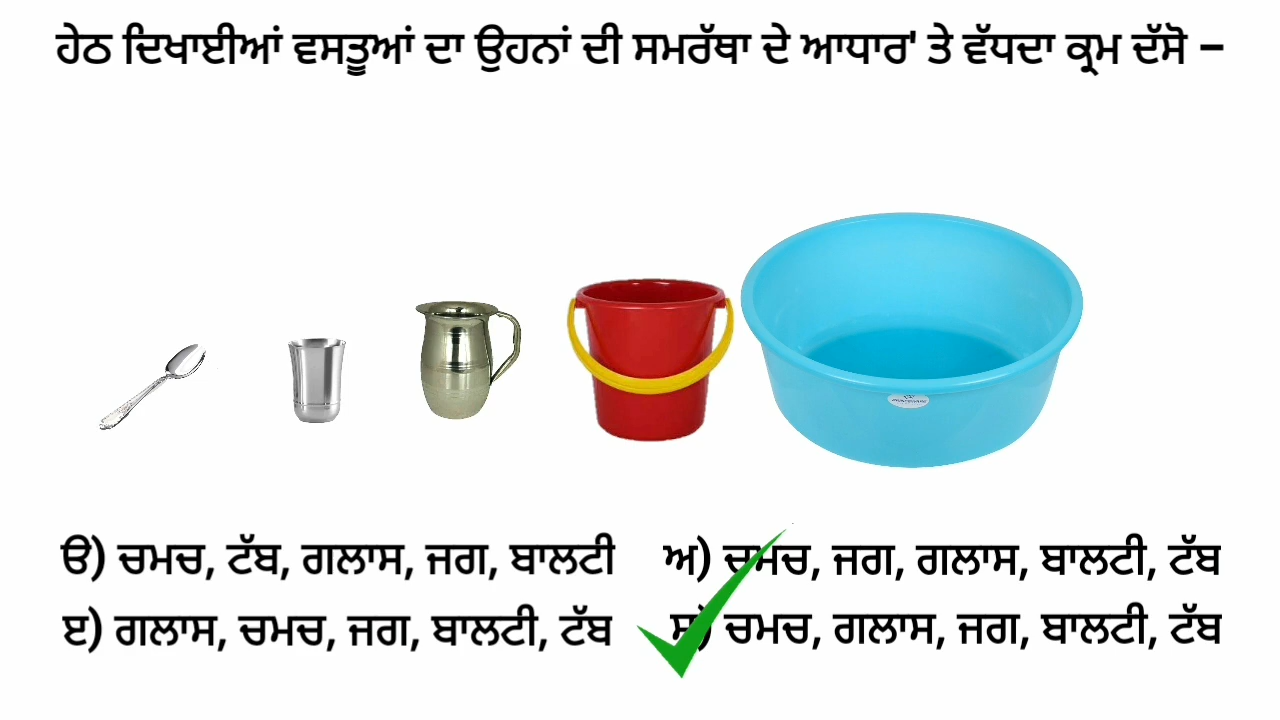 ਹੇਠ ਦਿਖਾਈਆਂ ਵਸਤੂਆਂ ਦਾ ਉਹਨਾਂ ਦੀ ਸਮਰੱਥਾ ਦੇ ਆਧਾਰ' ਤੇ ਵੱਧਦਾ ਕ੍ਰਮ ਦੱਸੋ –
ੳ) ਚਮਚ, ਟੱਬ, ਗਲਾਸ, ਜਗ, ਬਾਲਟੀ
ਅ) ਚਮਚ, ਜਗ, ਗਲਾਸ, ਬਾਲਟੀ, ਟੱਬ
ੲ) ਗਲਾਸ, ਚਮਚ, ਜਗ, ਬਾਲਟੀ, ਟੱਬ
ਸ) ਚਮਚ, ਗਲਾਸ, ਜਗ, ਬਾਲਟੀ, ਟੱਬ